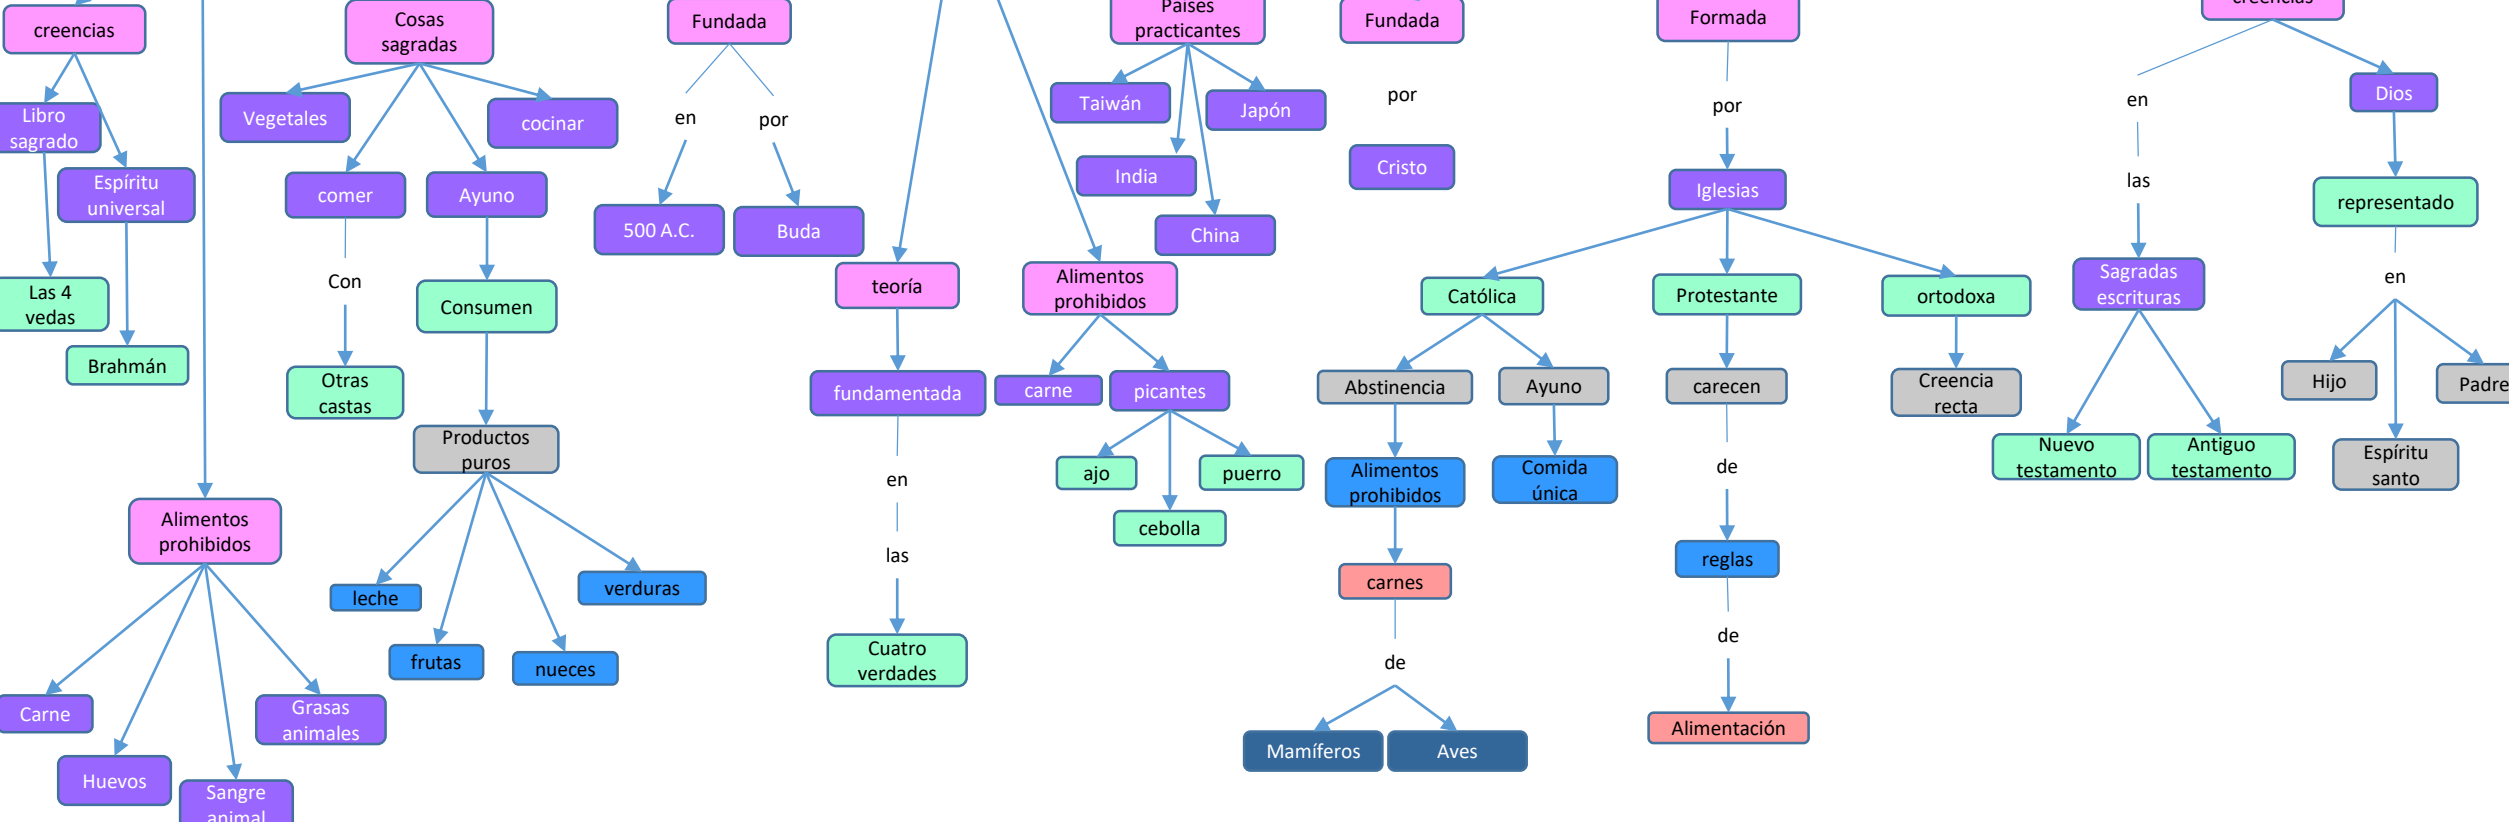 creencias
Libro
sagrado
Espíritu
universal
Las 4
vedas
Brahmán
Alimentos
prohibidos
Carne
Huevos
Sangre
animal
Grasas
animales
Cosas
sagradas
Vegetales
cocinar
comer
Ayuno
Con
Otras
castas
Consumen
Productos
puros
leche
frutas
nueces
verduras
Fundada
en
por
500 A.C.
Buda
teoría
fundamentada
en
las
Cuatro
verdades
Alimentos
prohibidos
carne
picantes
ajo
puerro
cebolla
Países
practicantes
Taiwán
Japón
India
China
Fundada
por
Cristo
Formada
por
Iglesias
Católica
Protestante
ortodoxa
Abstinencia
Ayuno
Alimentos
prohibidos
Comida
única
carnes
de
Mamíferos
Aves
carecen
de
reglas
de
Alimentación
Creencia
recta
creencias
en
las
Sagradas
escrituras
Nuevo
testamento
Antiguo
testamento
Dios
representado
en
Hijo
Padre
Espíritu
santo